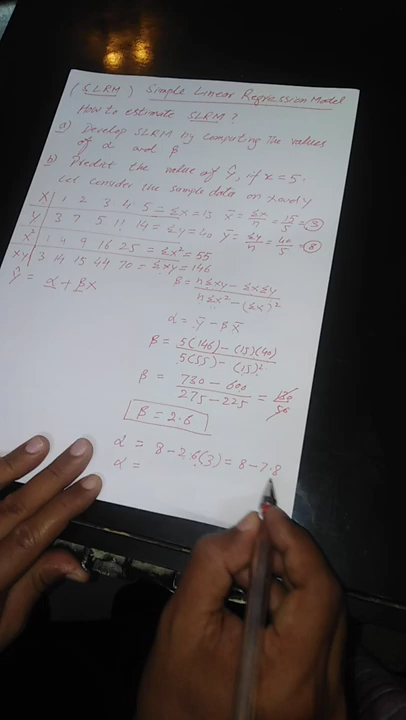 (SLRM) Simple Linear Regression Model
How to estimate SLRM?
a) Develop SLRM by computing the values
of α and β
b) Predict the value of Ŷ, if x = 5.
Let consider the sample data on x and y
X 1 2 3 4 5 = Σx = 15 x̄ = Σx/n = 15/5 = 3
Y 3 7 5 11 14 = Σy = 40 ȳ = Σy/n = 40/5 = 8
X² 1 4 9 16 25 = Σx² = 55
XY 3 14 15 44 70 = Σxy = 146
Ŷ = α + βX
β = nΣxy - ΣxΣy / nΣx² - (Σx)²
α = Ȳ - βX̄
β = 5(146) - (15)(40) / 5(55) - (15)²
β = 730 - 600 / 275 - 225 = 130/50
β = 2.6
α = 8 - 2.6(3) = 8 - 7.8
α =